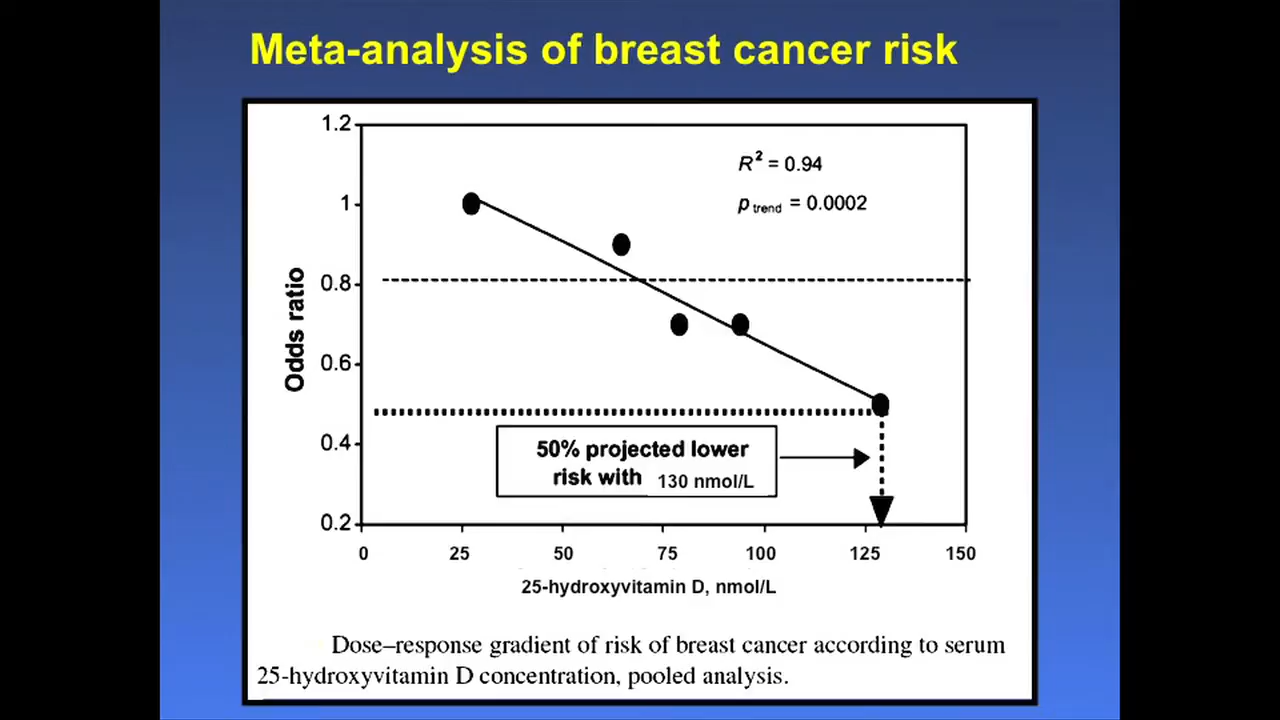 Meta-analysis of breast cancer risk
1.2
1
0.8
0.6
0.4
0.2
Odds ratio
R² = 0.94
p trend = 0.0002
50% projected lower
risk with 130 nmol/L
0 25 50 75 100 125 150
25-hydroxyvitamin D, nmol/L
Dose–response gradient of risk of breast cancer according to serum
25-hydroxyvitamin D concentration, pooled analysis.